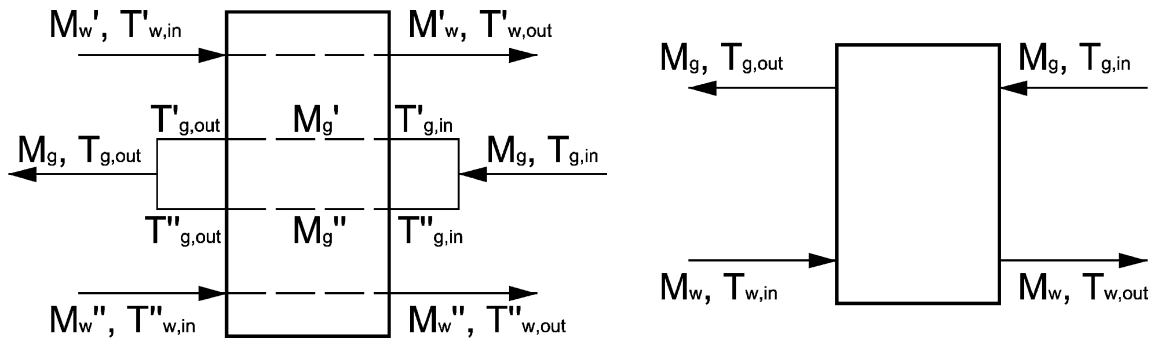 Mw', T'w,in
M'w, T'w,out
T'g,out
Mg'
T'g,in
Mg, Tg,out
Mg, Tg,in
T"g,out
Mg"
T"g,in
Mw", T"w,in
Mw", T"w,out
Mg, Tg,out
Mg, Tg,in
Mw, Tw,in
Mw, Tw,out